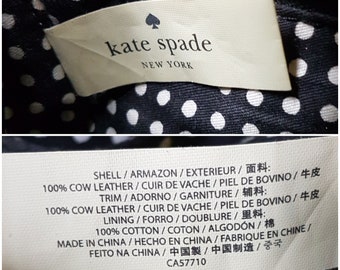 kate spade
NEW YORK
SHELL / ARMAZON / EXTERIEUR / 面料:
100% COW LEATHER / CUIR DE VACHE / PIEL DE BOVINO / 牛皮
TRIM / ADORNO / GARNITURE / 辅料:
100% COW LEATHER / CUIR DE VACHE / PIEL DE BOVINO / 牛皮
LINING / FORRO / DOUBLURE / 里料:
100% COTTON / COTON / ALGODÓN / 棉
MADE IN CHINA / HECHO EN CHINA / FABRIQUE EN CHINE /
FEITO NA CHINA / 中国製 / 中国制造 / 중국
CA57710